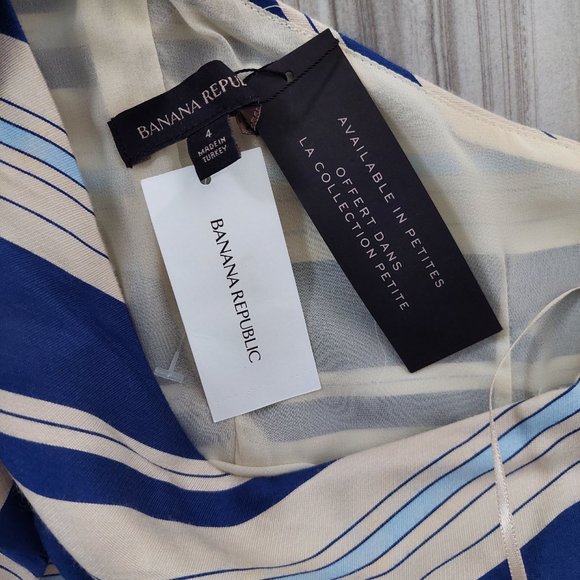 BANANA REPUBLIC
4
MADE IN
TURKEY
BANANA REPUBLIC
AVAILABLE IN PETITES
OFFERT DANS
LA COLLECTION PETITE